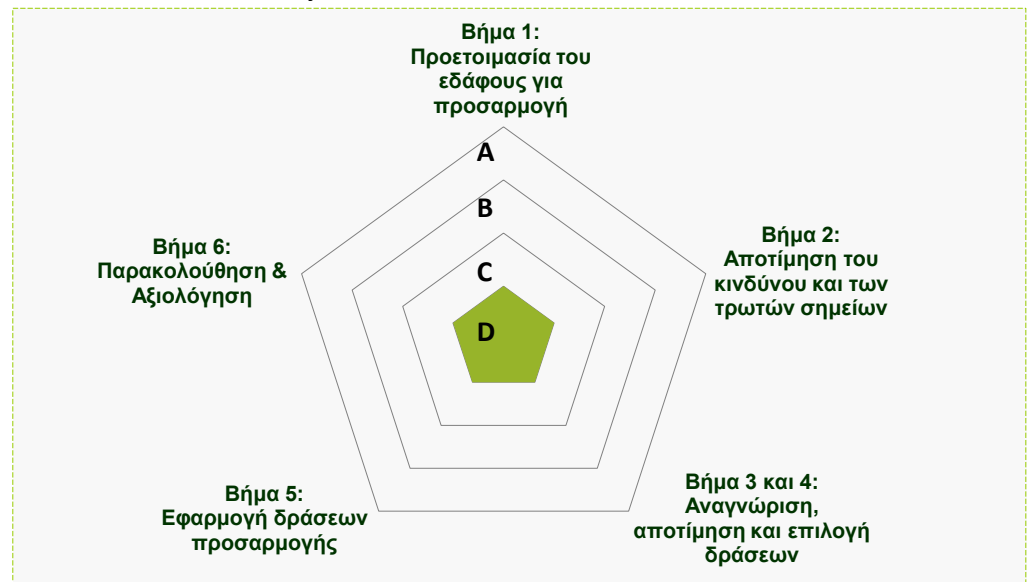 Βήμα 1:
Προετοιμασία του
εδάφους για
προσαρμογή
A
B
C
D
Βήμα 2:
Αποτίμηση του
κινδύνου και των
τρωτών σημείων
Βήμα 3 και 4:
Αναγνώριση,
αποτίμηση και επιλογή
δράσεων
Βήμα 5:
Εφαρμογή δράσεων
προσαρμογής
Βήμα 6:
Παρακολούθηση &
Αξιολόγηση